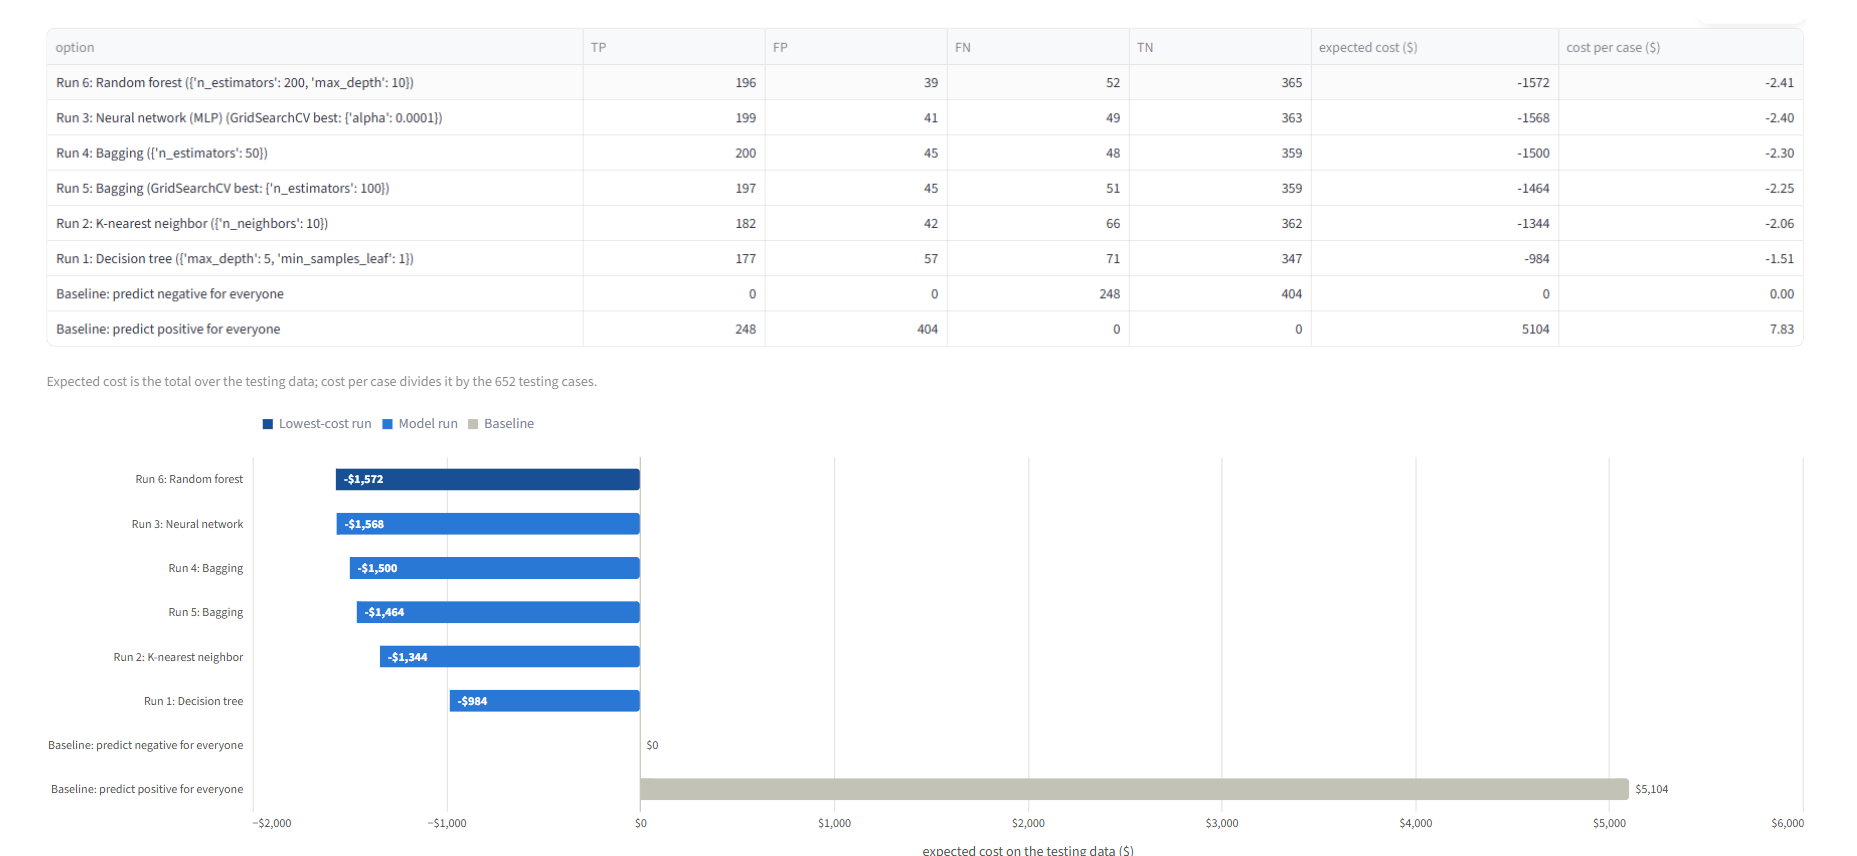 option TP FP FN TN expected cost ($) cost per case ($)
Run 6: Random forest ({'n_estimators': 200, 'max_depth': 10}) 196 39 52 365 -1572 -2.41
Run 3: Neural network (MLP) (GridSearchCV best: {'alpha': 0.0001}) 199 41 49 363 -1568 -2.40
Run 4: Bagging ({'n_estimators': 50}) 200 45 48 359 -1500 -2.30
Run 5: Bagging (GridSearchCV best: {'n_estimators': 100}) 197 45 51 359 -1464 -2.25
Run 2: K-nearest neighbor ({'n_neighbors': 10}) 182 42 66 362 -1344 -2.06
Run 1: Decision tree ({'max_depth': 5, 'min_samples_leaf': 1}) 177 57 71 347 -984 -1.51
Baseline: predict negative for everyone 0 0 248 404 0 0.00
Baseline: predict positive for everyone 248 404 0 0 5104 7.83
Expected cost is the total over the testing data; cost per case divides it by the 652 testing cases.
Lowest-cost run Model run Baseline
Run 6: Random forest -$1,572
Run 3: Neural network -$1,568
Run 4: Bagging -$1,500
Run 5: Bagging -$1,464
Run 2: K-nearest neighbor -$1,344
Run 1: Decision tree -$984
Baseline: predict negative for everyone $0
Baseline: predict positive for everyone $5,104
−$2,000 −$1,000 $0 $1,000 $2,000 $3,000 $4,000 $5,000 $6,000
expected cost on the testing data ($)